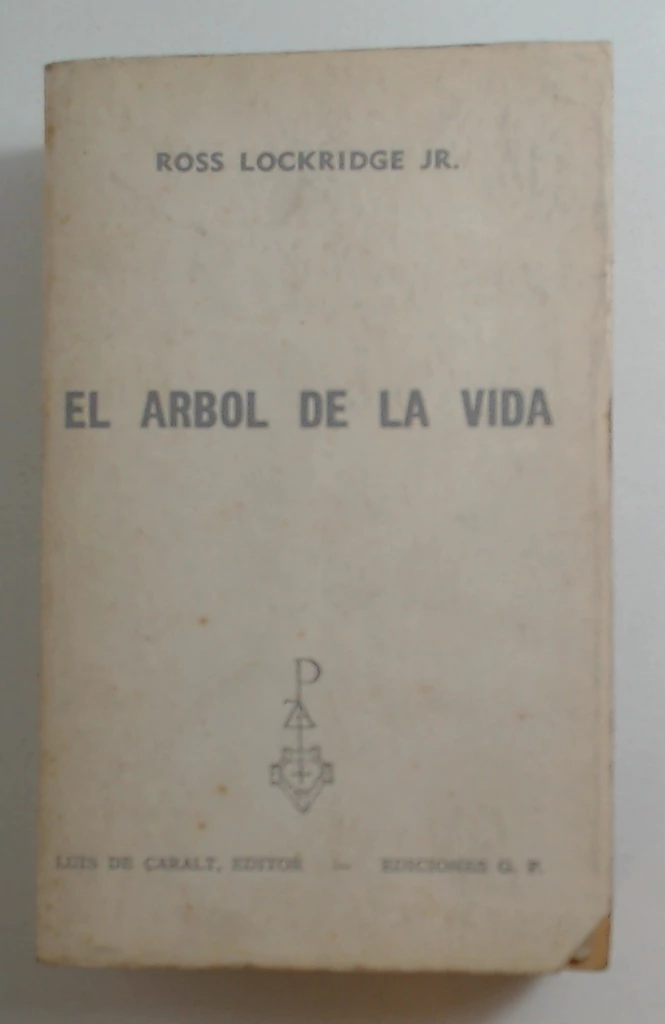 ROSS LOCKRIDGE JR.
EL ARBOL DE LA VIDA
LUIS DE CARALT, EDITOR — EDICIONES G. P.